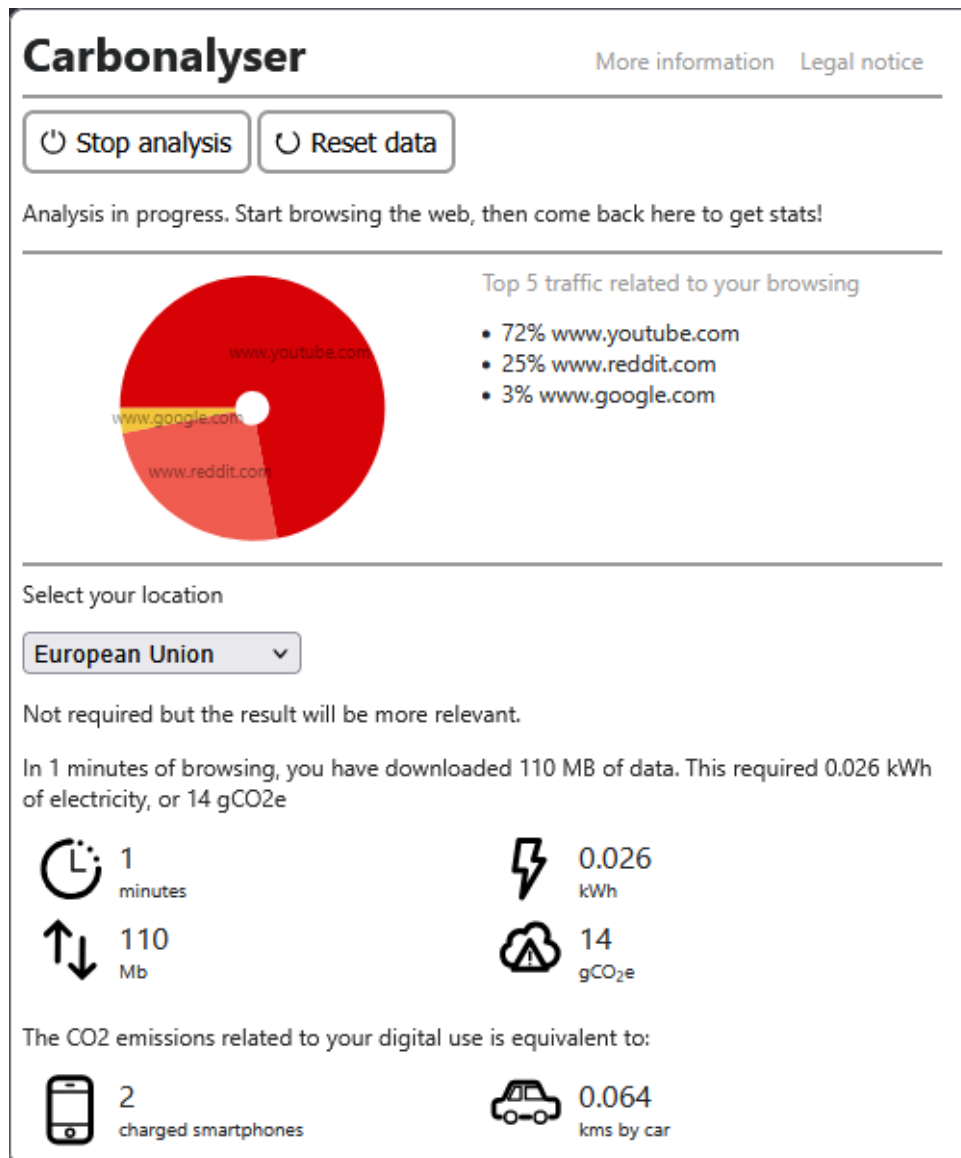 Carbonalyser
More information Legal notice
Stop analysis Reset data
Analysis in progress. Start browsing the web, then come back here to get stats!
www.youtube.com
www.google.com
www.reddit.com
Top 5 traffic related to your browsing
• 72% www.youtube.com
• 25% www.reddit.com
• 3% www.google.com
Select your location
European Union
Not required but the result will be more relevant.
In 1 minutes of browsing, you have downloaded 110 MB of data. This required 0.026 kWh
of electricity, or 14 gCO2e
1
minutes
0.026
kWh
110
Mb
14
gCO₂e
The CO2 emissions related to your digital use is equivalent to:
2
charged smartphones
0.064
kms by car